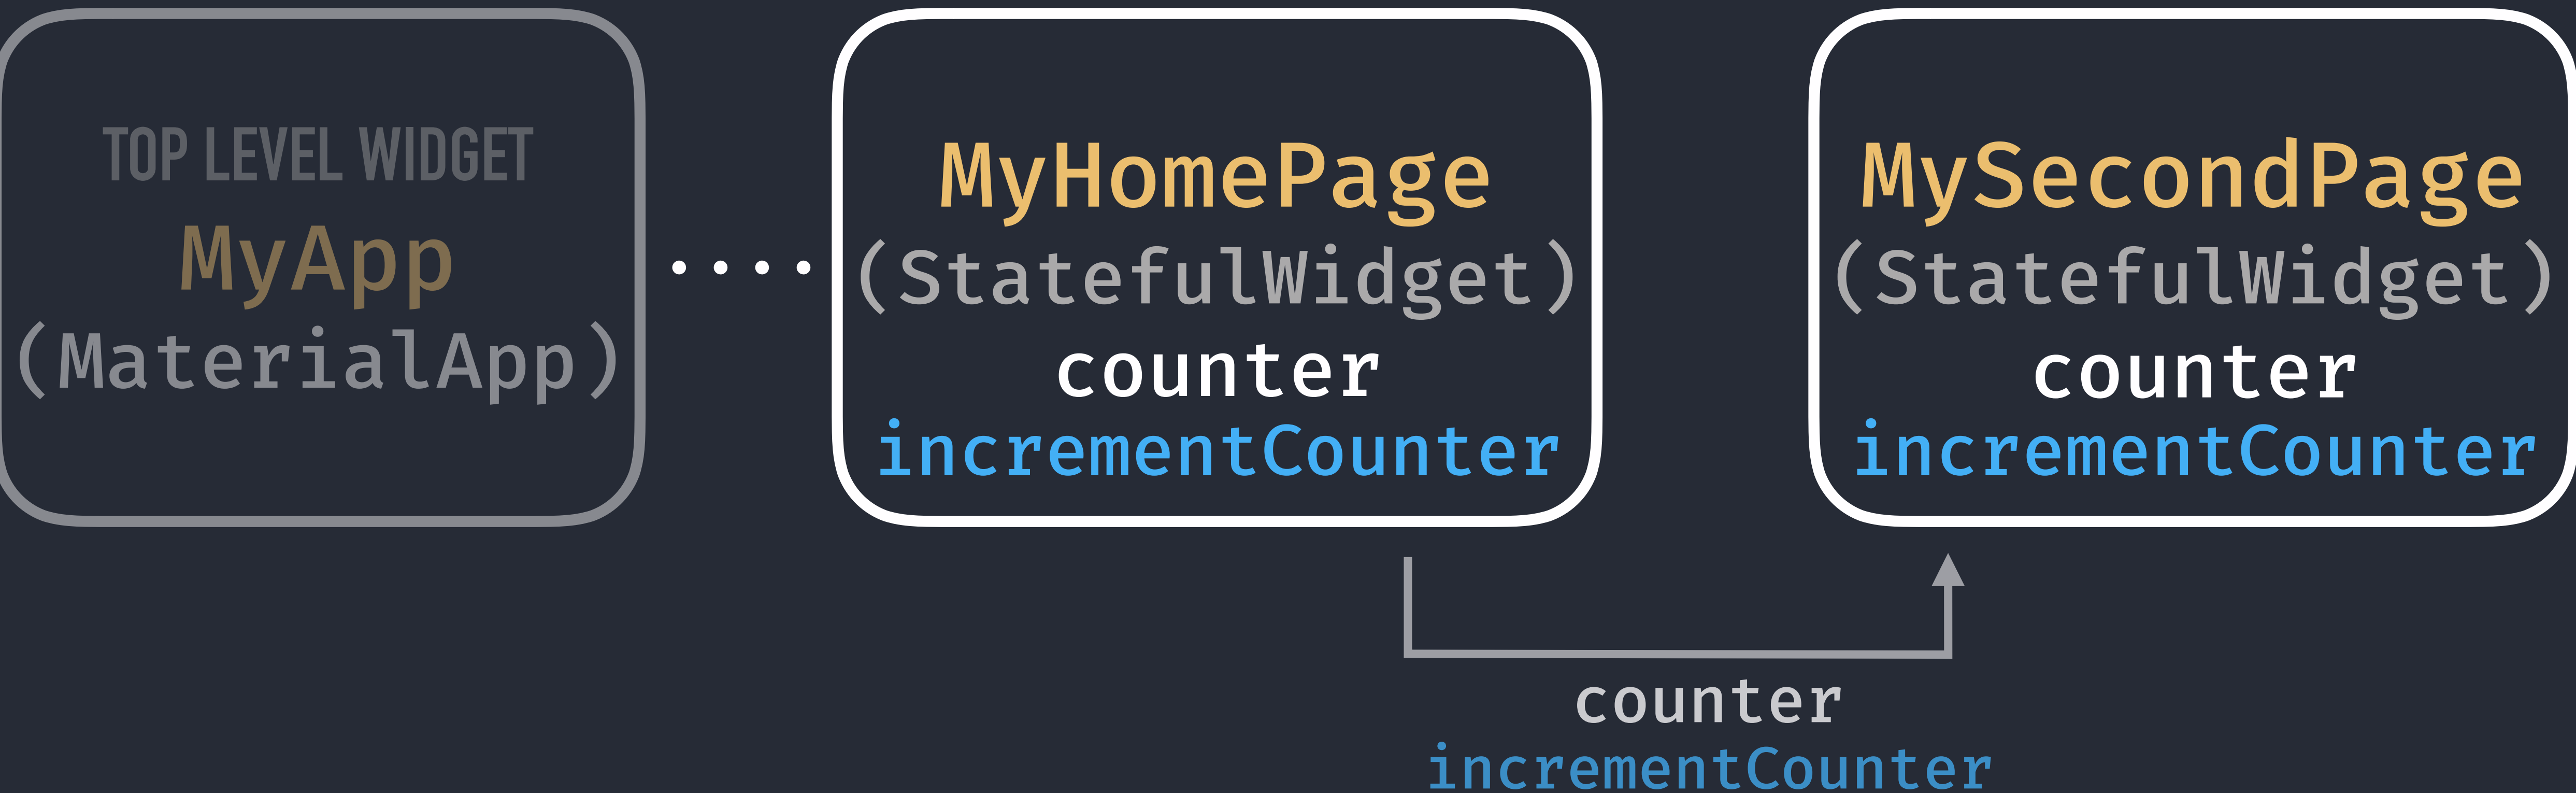 TOP LEVEL WIDGET
MyApp
(MaterialApp)
MyHomePage
(StatefulWidget)
counter
incrementCounter
MySecondPage
(StatefulWidget)
counter
incrementCounter
counter
incrementCounter